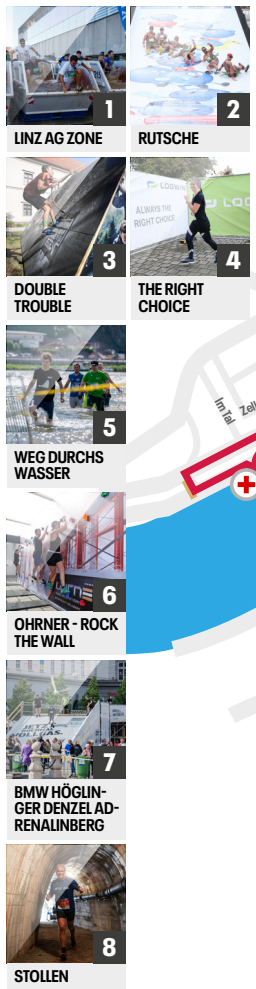 1
LINZ AG ZONE
2
RUTSCHE
3
DOUBLE
TROUBLE
ALWAYS THE
RIGHT CHOICE
4
THE RIGHT
CHOICE
5
WEG DURCHS
WASSER
Im Tal
6
OHRNER - ROCK
THE WALL
7
BMW HÖGLIN-
GER DENZEL AD-
RENALINBERG
8
STOLLEN